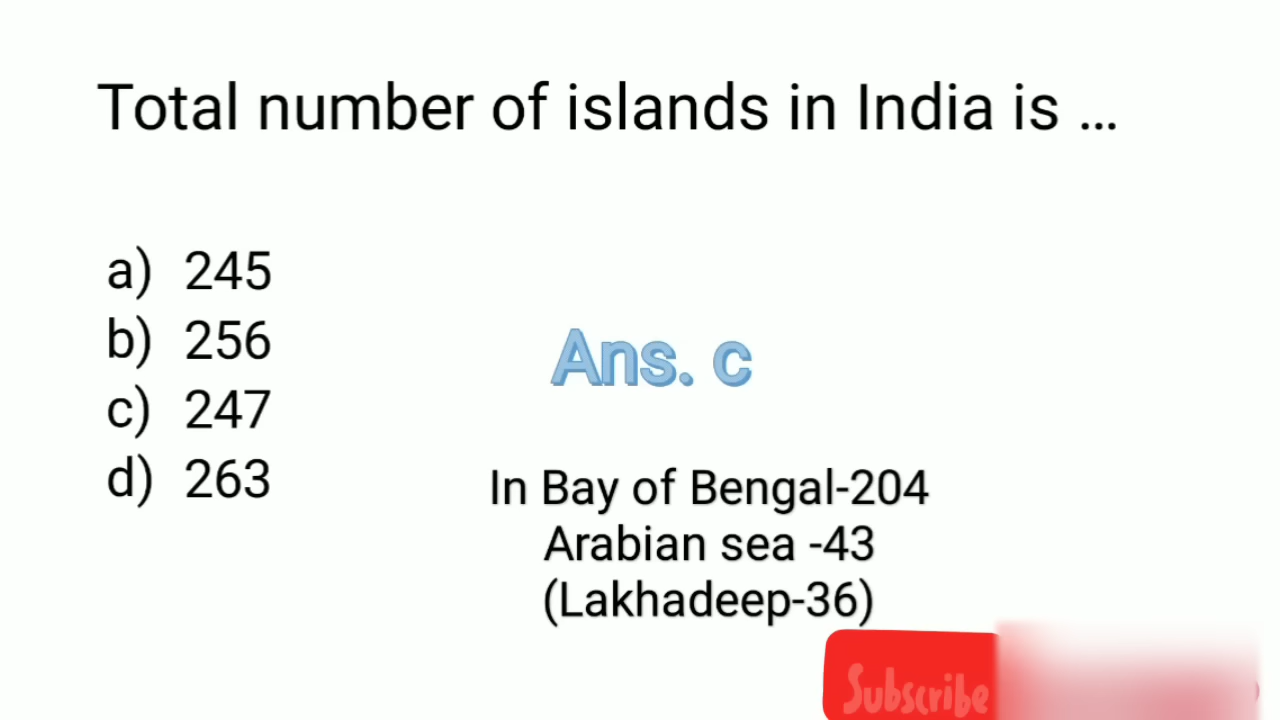 Total number of islands in India is ...
a) 245
b) 256
c) 247
d) 263
Ans. c
In Bay of Bengal-204
Arabian sea -43
(Lakhadeep-36)
Subscribe